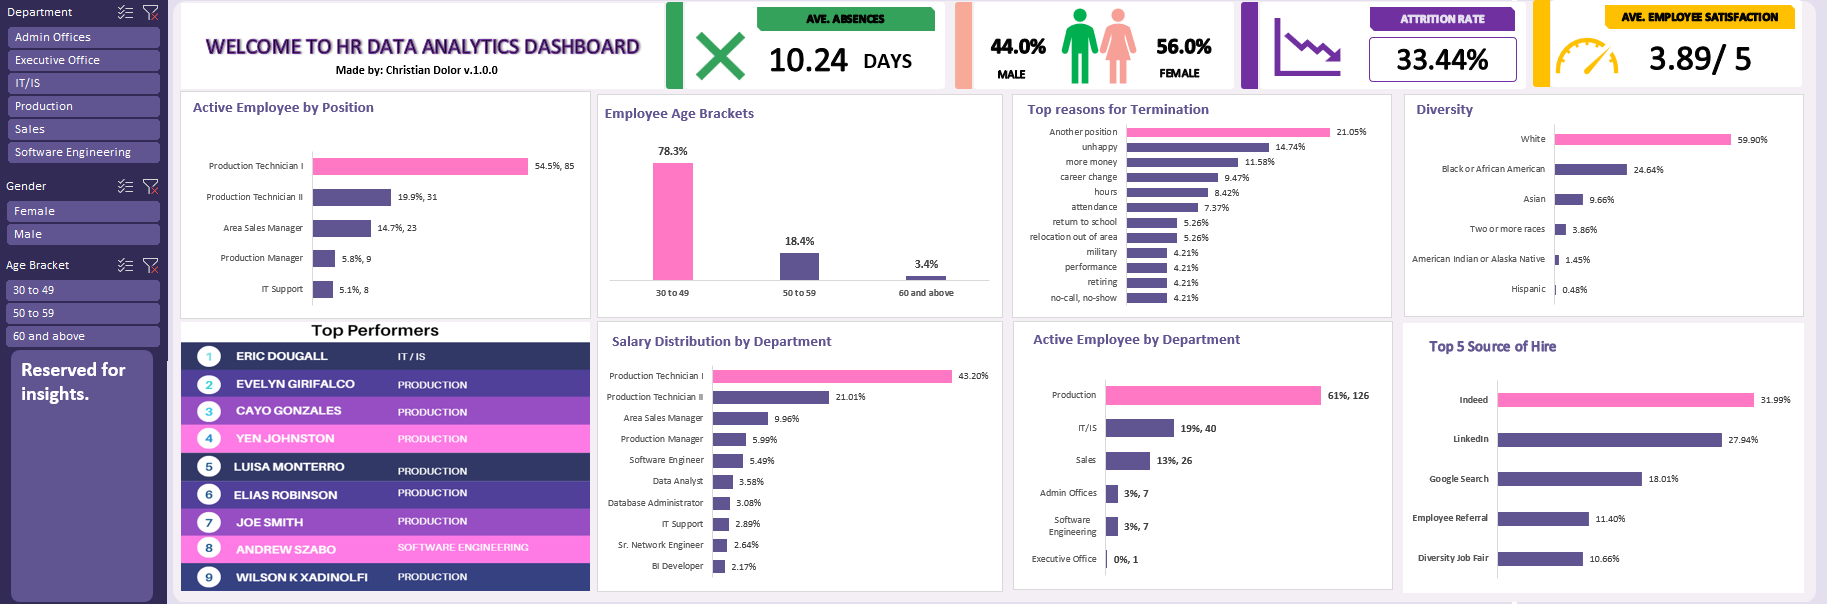 Department
Admin Offices
Executive Office
IT/IS
Production
Sales
Software Engineering
Gender
Female
Male
Age Bracket
30 to 49
50 to 59
60 and above
Reserved for
insights.
WELCOME TO HR DATA ANALYTICS DASHBOARD
Made by: Christian Dolor v.1.0.0
AVE. ABSENCES
10.24 DAYS
44.0%
MALE
56.0%
FEMALE
ATTRITION RATE
33.44%
AVE. EMPLOYEE SATISFACTION
3.89/ 5
Active Employee by Position
Production Technician I 54.5%, 85
Production Technician II 19.9%, 31
Area Sales Manager 14.7%, 23
Production Manager 5.8%, 9
IT Support 5.1%, 8
Employee Age Brackets
78.3%
18.4%
3.4%
30 to 49 50 to 59 60 and above
Top reasons for Termination
Another position 21.05%
unhappy 14.74%
more money 11.58%
career change 9.47%
hours 8.42%
attendance 7.37%
return to school 5.26%
relocation out of area 5.26%
military 4.21%
performance 4.21%
retiring 4.21%
no-call, no-show 4.21%
Diversity
White 59.90%
Black or African American 24.64%
Asian 9.66%
Two or more races 3.86%
American Indian or Alaska Native 1.45%
Hispanic 0.48%
Top Performers
1 ERIC DOUGALL IT / IS
2 EVELYN GIRIFALCO PRODUCTION
3 CAYO GONZALES PRODUCTION
4 YEN JOHNSTON PRODUCTION
5 LUISA MONTERRO PRODUCTION
6 ELIAS ROBINSON PRODUCTION
7 JOE SMITH PRODUCTION
8 ANDREW SZABO SOFTWARE ENGINEERING
9 WILSON K XADINOLFI PRODUCTION
Salary Distribution by Department
Production Technician I 43.20%
Production Technician II 21.01%
Area Sales Manager 9.96%
Production Manager 5.99%
Software Engineer 5.49%
Data Analyst 3.58%
Database Administrator 3.08%
IT Support 2.89%
Sr. Network Engineer 2.64%
BI Developer 2.17%
Active Employee by Department
Production 61%, 126
IT/IS 19%, 40
Sales 13%, 26
Admin Offices 3%, 7
Software
Engineering 3%, 7
Executive Office 0%, 1
Top 5 Source of Hire
Indeed 31.99%
LinkedIn 27.94%
Google Search 18.01%
Employee Referral 11.40%
Diversity Job Fair 10.66%